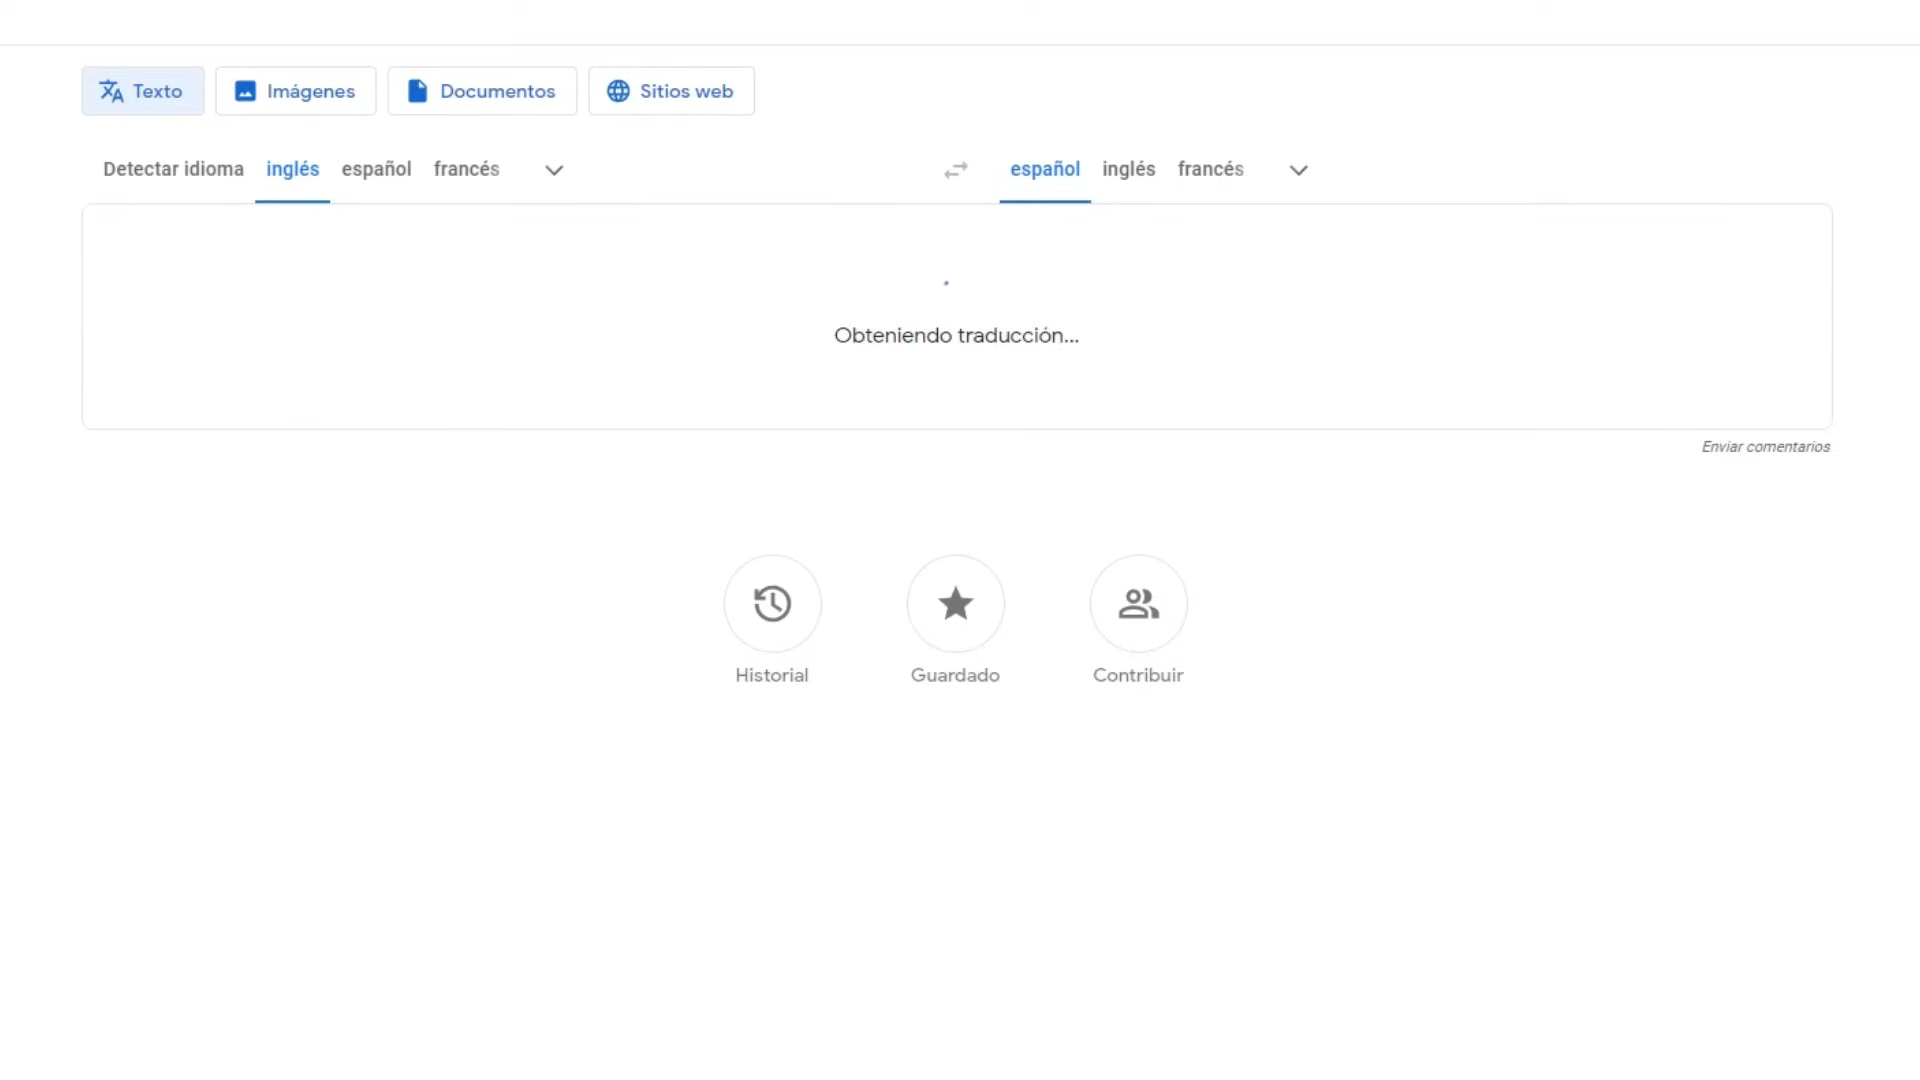 Texto Imágenes Documentos Sitios web
Detectar idioma inglés español francés español inglés francés
Obteniendo traducción...
Enviar comentarios
Historial Guardado Contribuir